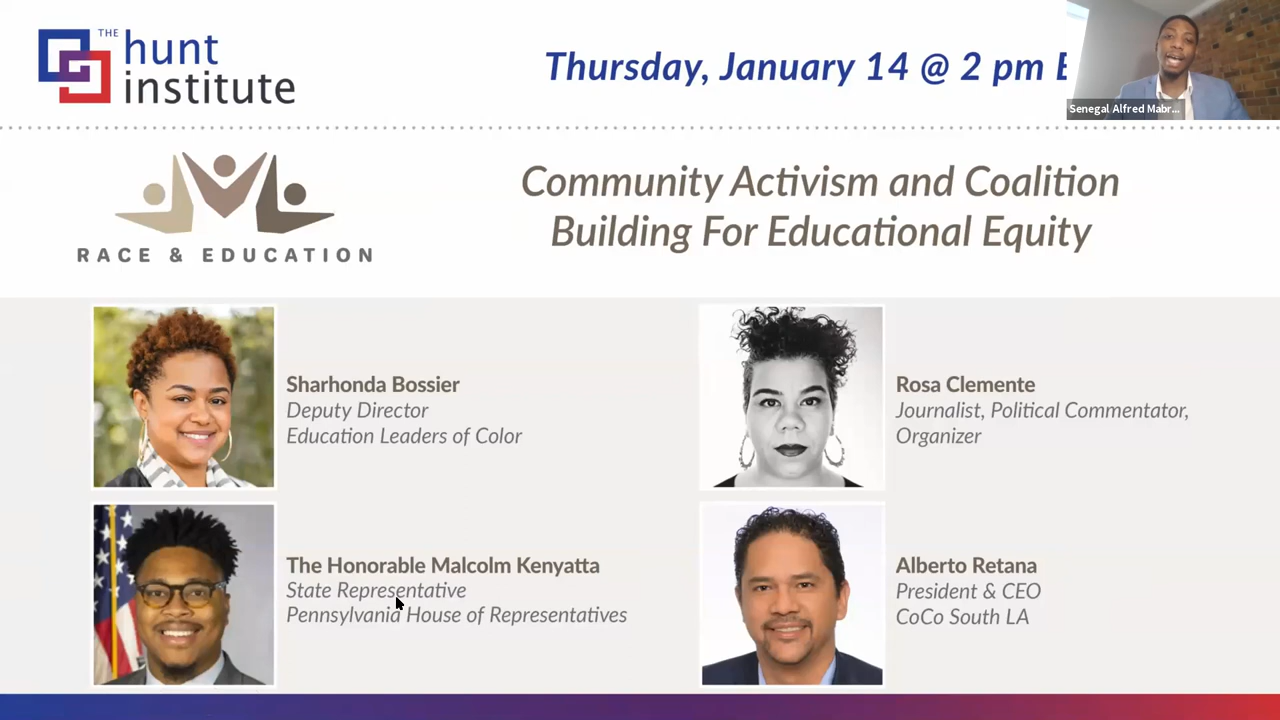 THE
hunt
institute
Thursday, January 14 @ 2 pm E
Senegal Alfred Mabr...
RACE & EDUCATION
Community Activism and Coalition
Building For Educational Equity
Sharhonda Bossier
Deputy Director
Education Leaders of Color
Rosa Clemente
Journalist, Political Commentator,
Organizer
The Honorable Malcolm Kenyatta
State Representative
Pennsylvania House of Representatives
Alberto Retana
President & CEO
CoCo South LA